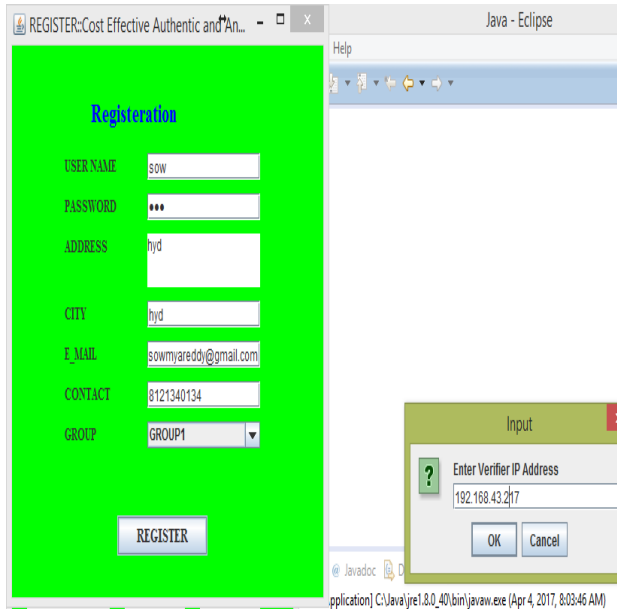 REGISTER::Cost Effective Authentic and An...
Java - Eclipse
Help
Registeration
USER NAME sow
PASSWORD •••
ADDRESS hyd
CITY hyd
E_MAIL sowmyareddy@gmail.com
CONTACT 8121340134
GROUP GROUP1
REGISTER
Input
?
Enter Verifier IP Address
192.168.43.217
OK Cancel
@ Javadoc D
pplication] C:\Java\jre1.8.0_40\bin\javaw.exe (Apr 4, 2017, 8:03:46 AM)